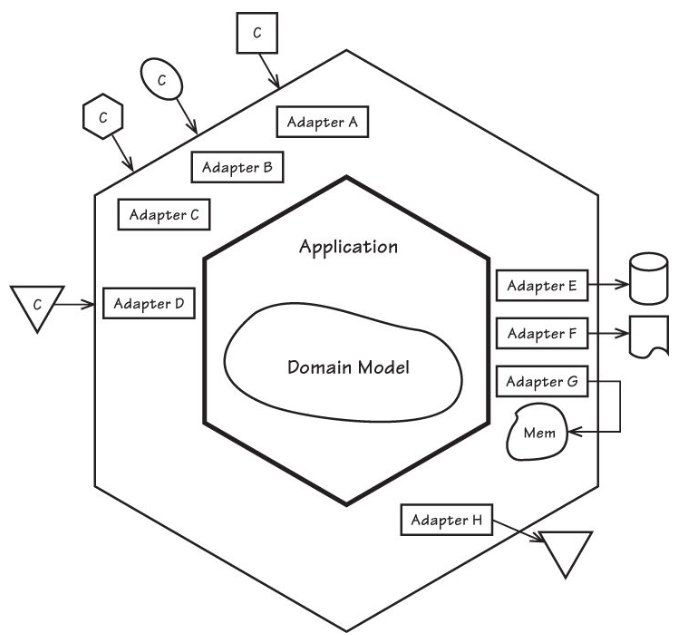 C
C
C
C
Adapter A
Adapter B
Adapter C
Adapter D
Application
Domain Model
Adapter E
Adapter F
Adapter G
Mem
Adapter H